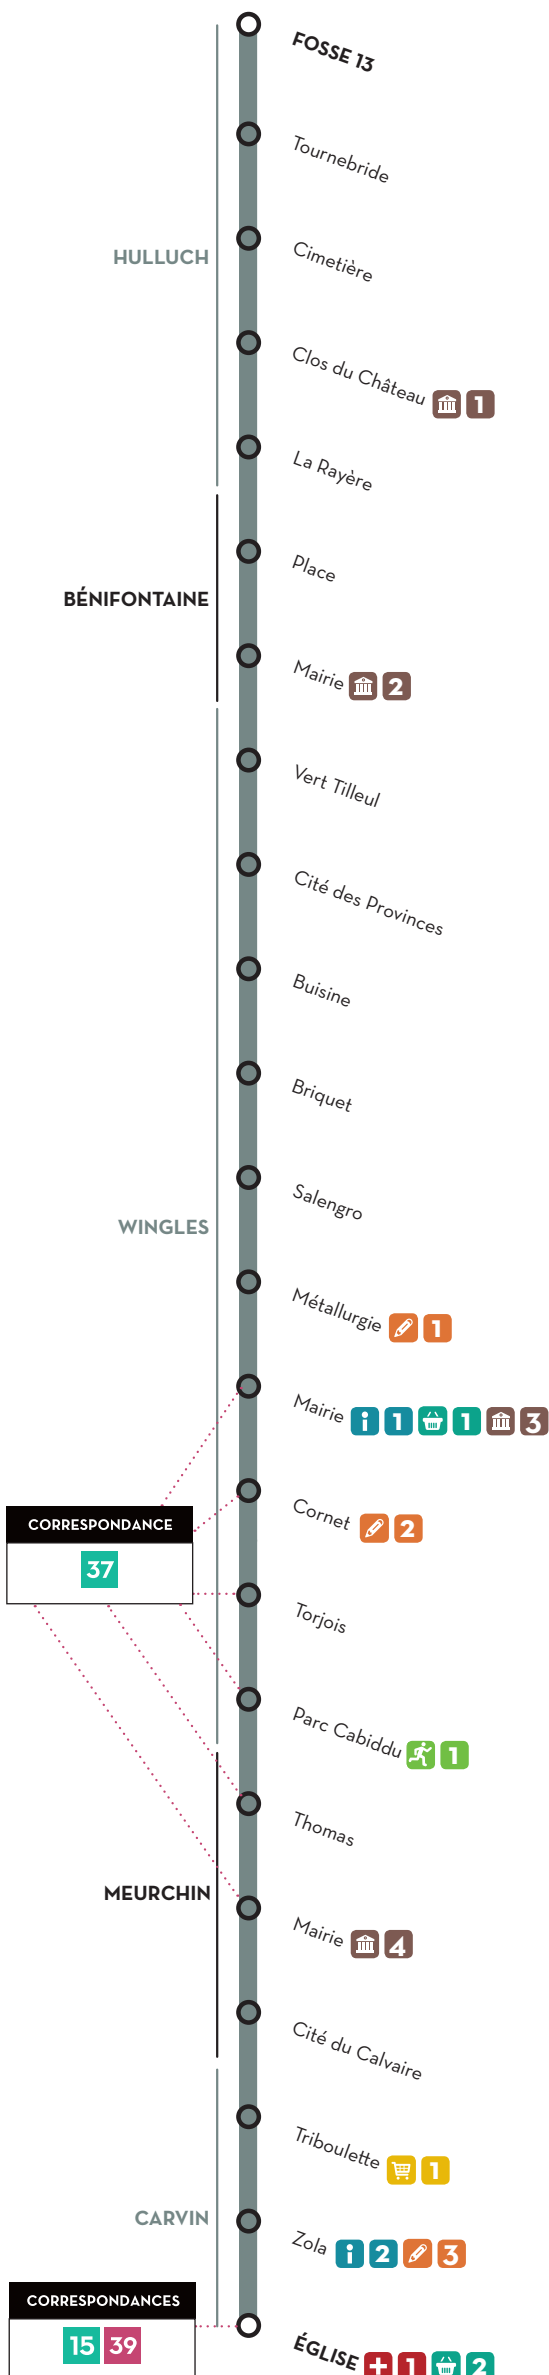 FOSSE 13
Tournebride
HULLUCH
Cimetière
Clos du Château 1
La Rayère
Place
BÉNIFONTAINE
Mairie 2
Vert Tilleul
Cité des Provinces
Buisine
Briquet
Salengro
WINGLES
Métallurgie 1
Mairie i 1 1 3
Cornet 2
CORRESPONDANCE
37
Torjois
Parc Cabiddu 1
Thomas
MEURCHIN
Mairie 4
Cité du Calvaire
Triboulette 1
CARVIN
Zola i 2 3
CORRESPONDANCES
15 39
ÉGLISE 1 2